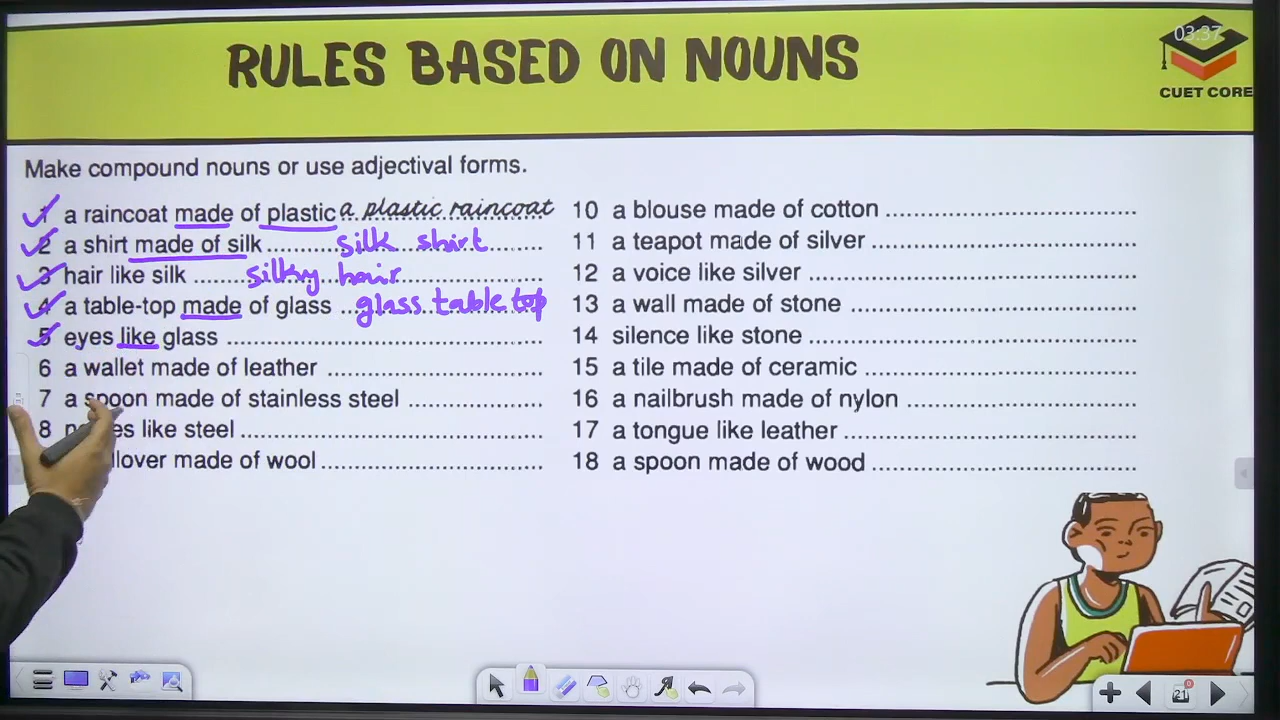 RULES BASED ON NOUNS
03:37
CUET CORE
Make compound nouns or use adjectival forms.
1 a raincoat made of plastic a plastic raincoat
2 a shirt made of silk silk shirt
3 hair like silk silky hair
4 a table-top made of glass glass table top
5 eyes like glass
6 a wallet made of leather
7 a spoon made of stainless steel
8 like steel
made of wool
10 a blouse made of cotton
11 a teapot made of silver
12 a voice like silver
13 a wall made of stone
14 silence like stone
15 a tile made of ceramic
16 a nailbrush made of nylon
17 a tongue like leather
18 a spoon made of wood
21